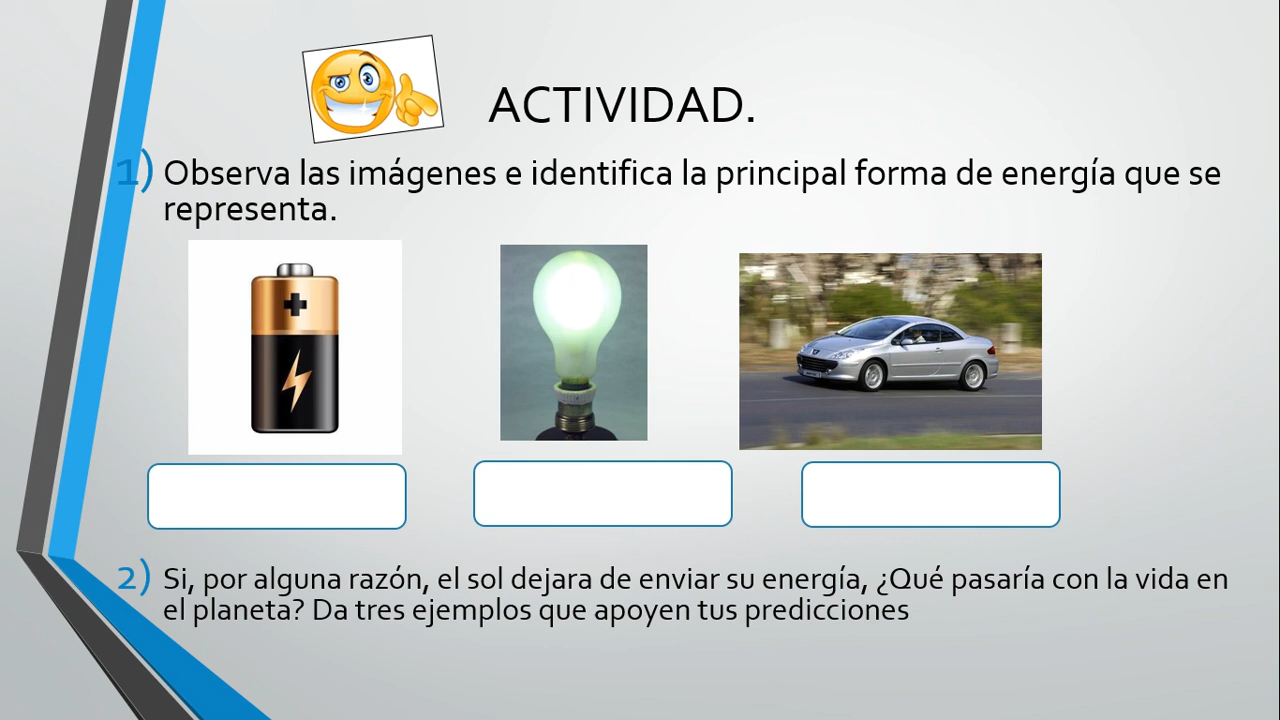 ACTIVIDAD.
1) Observa las imágenes e identifica la principal forma de energía que se
representa.
2) Si, por alguna razón, el sol dejara de enviar su energía, ¿Qué pasaría con la vida en
el planeta? Da tres ejemplos que apoyen tus predicciones